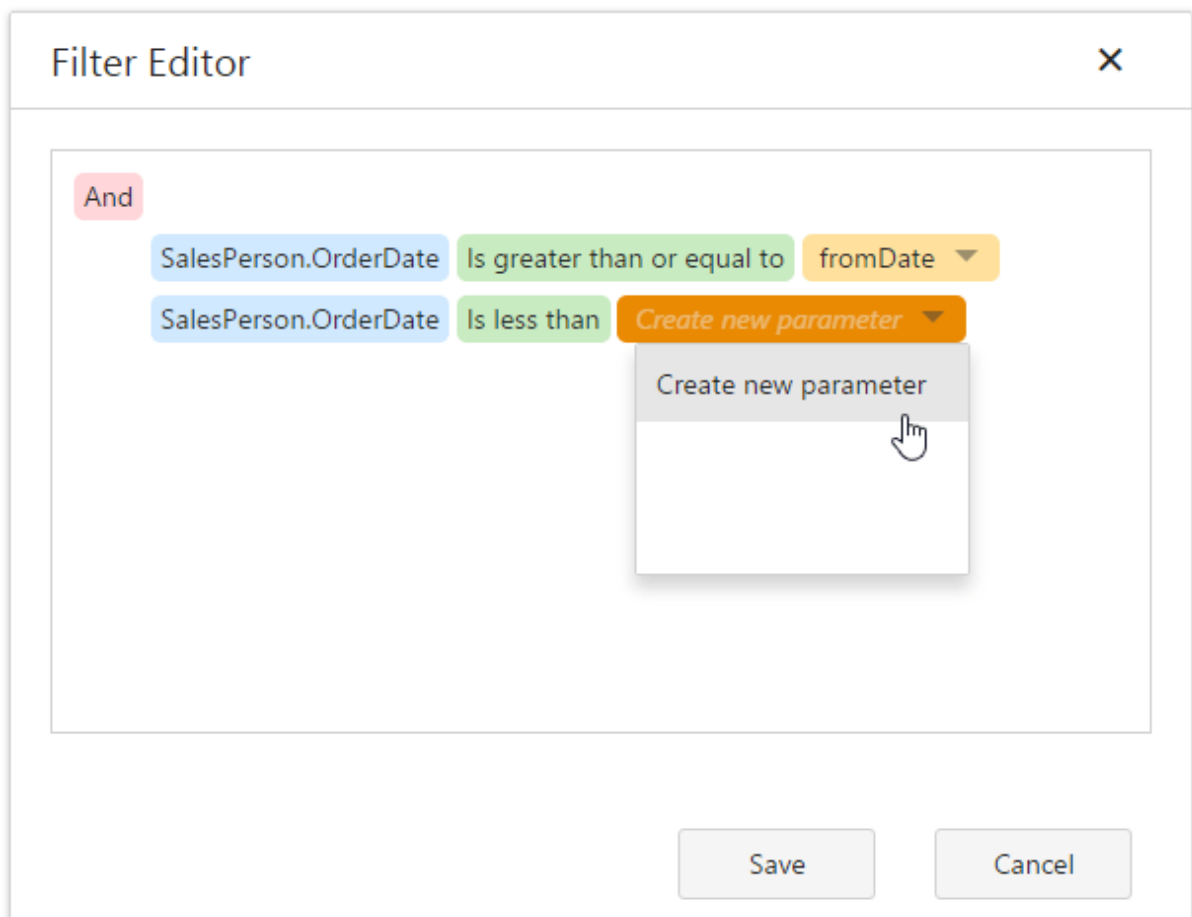 Filter Editor
And
SalesPerson.OrderDate Is greater than or equal to fromDate
SalesPerson.OrderDate Is less than Create new parameter
Create new parameter
Save Cancel